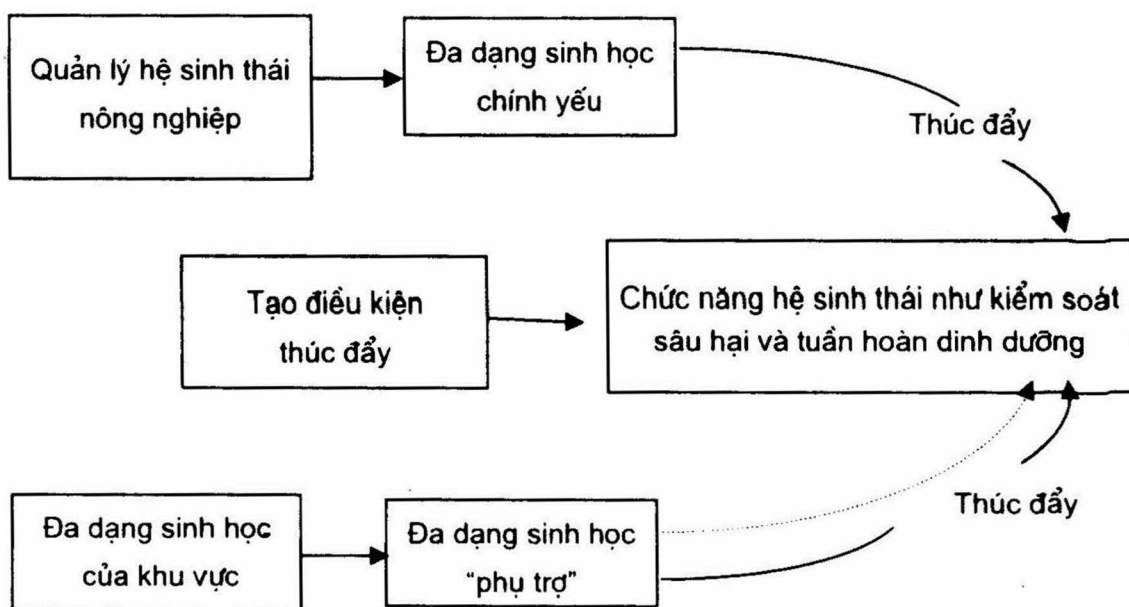 Quản lý hệ sinh thái
nông nghiệp
Đa dạng sinh học
chính yếu
Thúc đẩy
Tạo điều kiện
thúc đẩy
Chức năng hệ sinh thái như kiểm soát
sâu hại và tuần hoàn dinh dưỡng
Đa dạng sinh học
của khu vực
Đa dạng sinh học
“phụ trợ”
Thúc đẩy